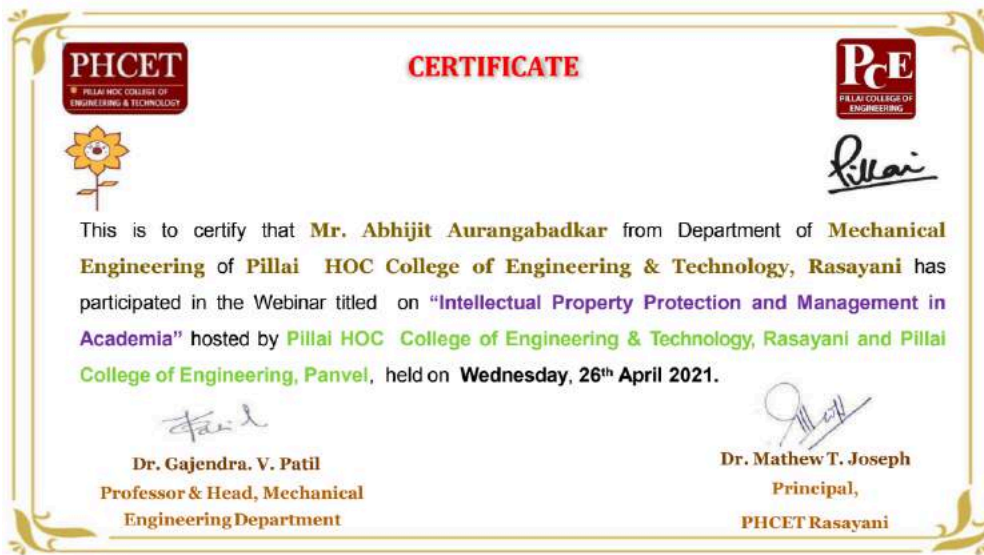 PHCET
PILLAI HOC COLLEGE OF
ENGINEERING & TECHNOLOGY
CERTIFICATE
PCE
PILLAI COLLEGE OF
ENGINEERING
Pillai
This is to certify that Mr. Abhijit Aurangabadkar from Department of Mechanical
Engineering of Pillai HOC College of Engineering & Technology, Rasayani has
participated in the Webinar titled on “Intellectual Property Protection and Management in
Academia” hosted by Pillai HOC College of Engineering & Technology, Rasayani and Pillai
College of Engineering, Panvel, held on Wednesday, 26th April 2021.
Dr. Gajendra. V. Patil
Professor & Head, Mechanical
Engineering Department
Dr. Mathew T. Joseph
Principal,
PHCET Rasayani